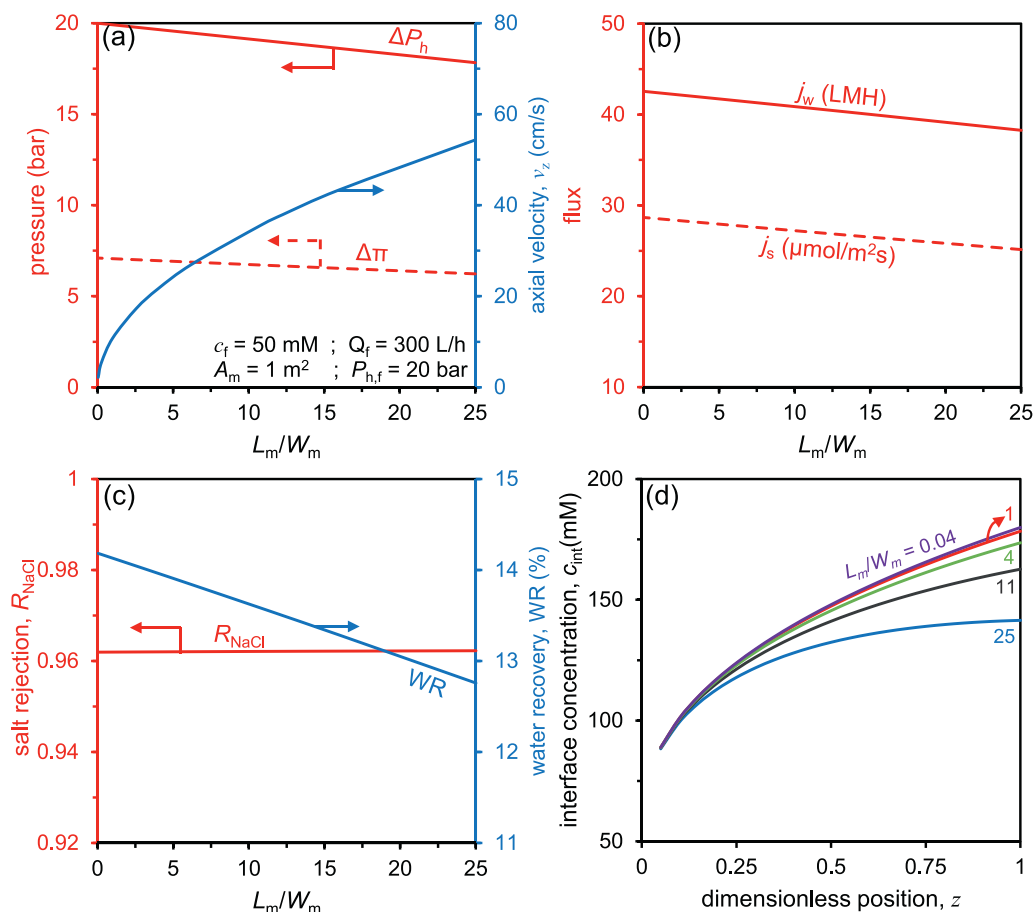 (a)
ΔP_h
Δπ
c_f = 50 mM ; Q_f = 300 L/h
A_m = 1 m² ; P_h,f = 20 bar
pressure (bar)
20
15
10
5
0
axial velocity, v_z (cm/s)
80
60
40
20
0
0 5 10 15 20 25
L_m/W_m
(b)
j_w (LMH)
j_s (μmol/m²s)
flux
50
40
30
20
10
0 5 10 15 20 25
L_m/W_m
(c)
R_NaCl
WR
salt rejection, R_NaCl
1
0.98
0.96
0.94
0.92
water recovery, WR (%)
15
14
13
12
11
0 5 10 15 20 25
L_m/W_m
(d)
L_m/W_m = 0.04
1
4
11
25
interface concentration, c_int(mM)
200
150
100
50
0 0.25 0.5 0.75 1
dimensionless position, z